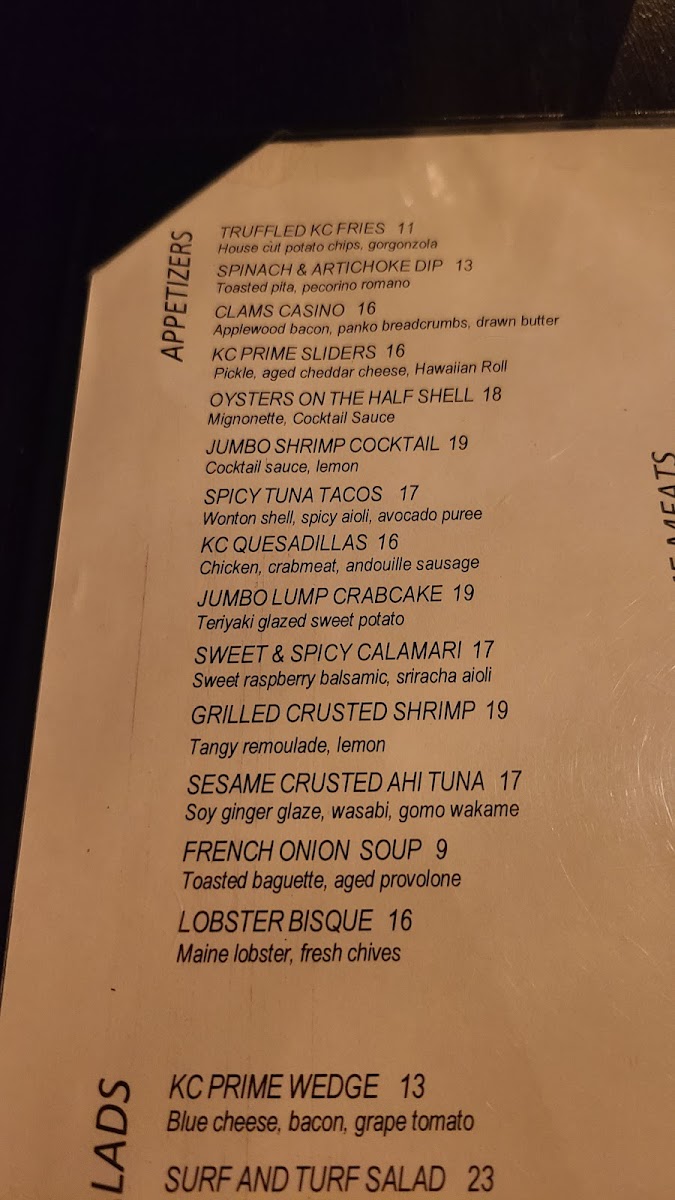 APPETIZERS
TRUFFLED KC FRIES 11
House cut potato chips, gorgonzola
SPINACH & ARTICHOKE DIP 13
Toasted pita, pecorino romano
CLAMS CASINO 16
Applewood bacon, panko breadcrumbs, drawn butter
KC PRIME SLIDERS 16
Pickle, aged cheddar cheese, Hawaiian Roll
OYSTERS ON THE HALF SHELL 18
Mignonette, Cocktail Sauce
JUMBO SHRIMP COCKTAIL 19
Cocktail sauce, lemon
SPICY TUNA TACOS 17
Wonton shell, spicy aioli, avocado puree
KC QUESADILLAS 16
Chicken, crabmeat, andouille sausage
JUMBO LUMP CRABCAKE 19
Teriyaki glazed sweet potato
SWEET & SPICY CALAMARI 17
Sweet raspberry balsamic, sriracha aioli
GRILLED CRUSTED SHRIMP 19
Tangy remoulade, lemon
SESAME CRUSTED AHI TUNA 17
Soy ginger glaze, wasabi, gomo wakame
FRENCH ONION SOUP 9
Toasted baguette, aged provolone
LOBSTER BISQUE 16
Maine lobster, fresh chives
LADS
KC PRIME WEDGE 13
Blue cheese, bacon, grape tomato
SURF AND TURF SALAD 23
MEATS